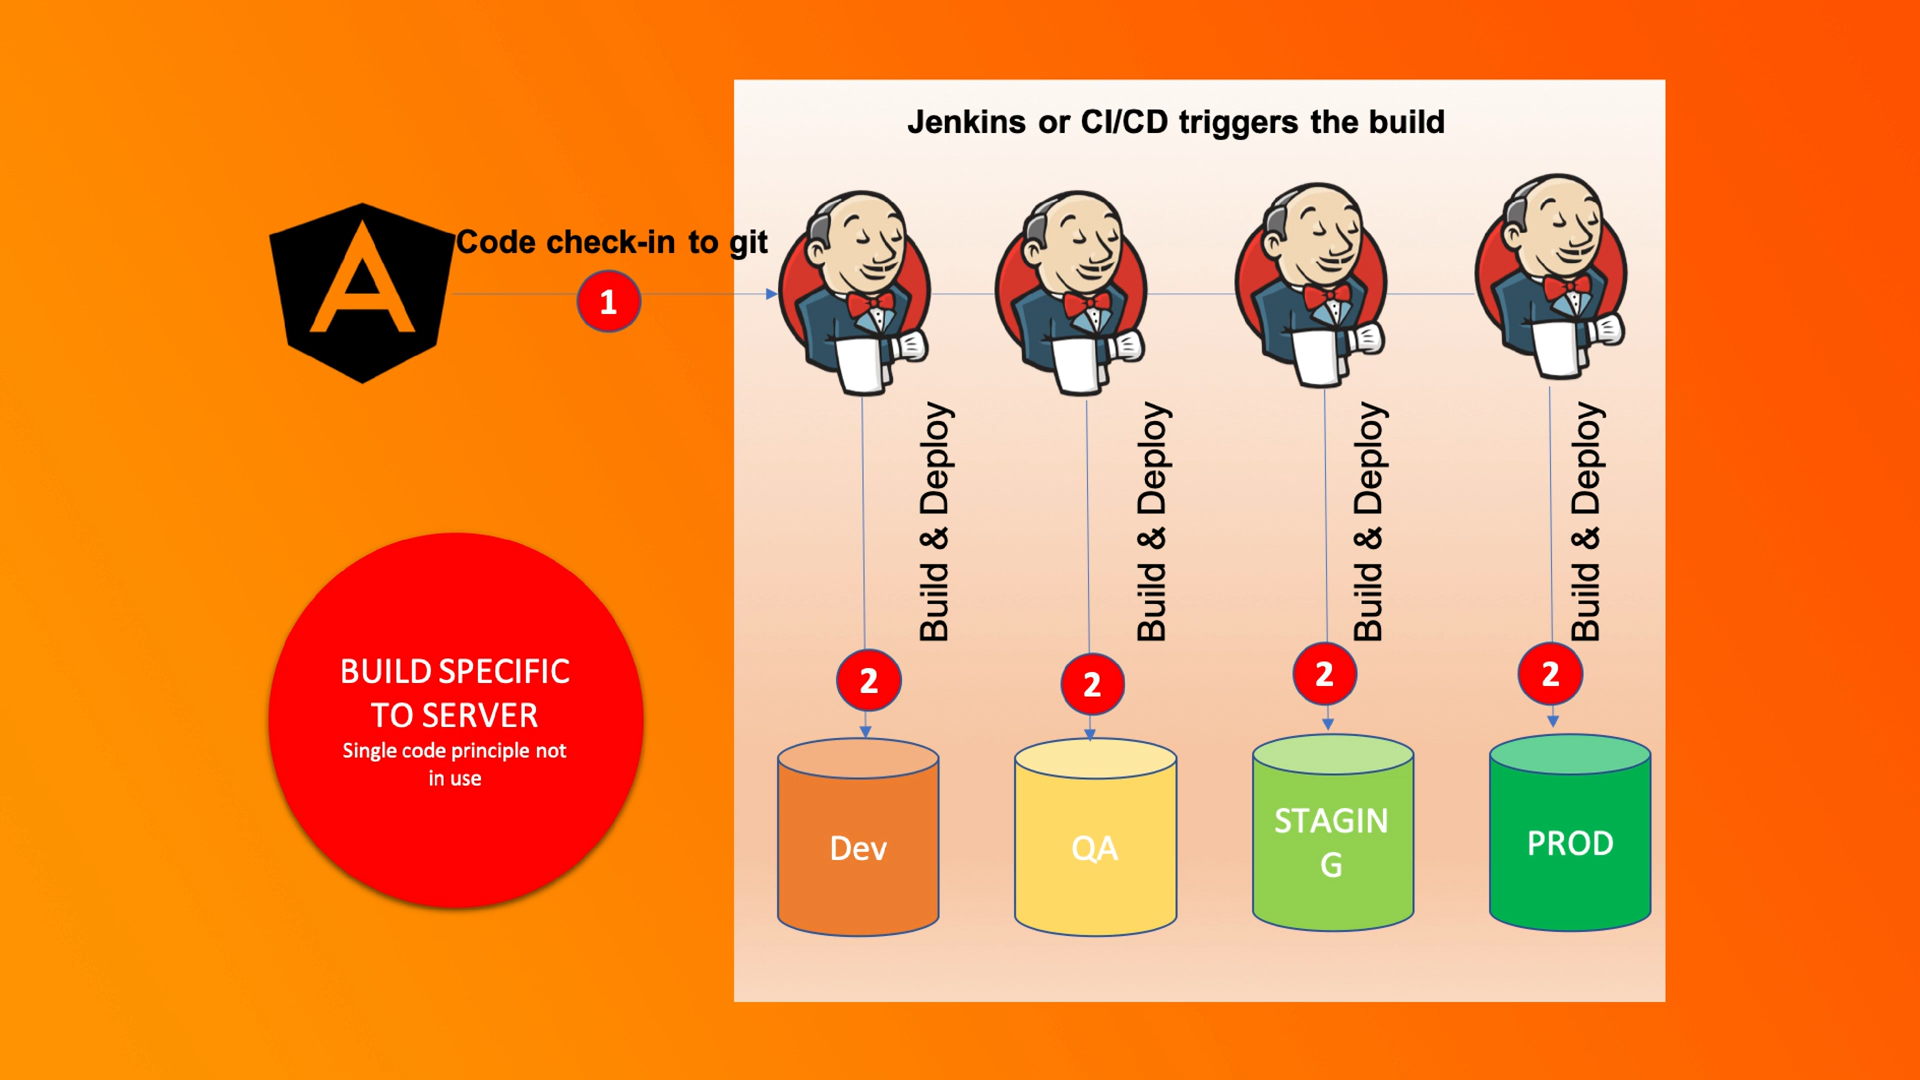 Jenkins or CI/CD triggers the build
Code check-in to git
1
Build & Deploy
Build & Deploy
Build & Deploy
Build & Deploy
2
2
2
2
BUILD SPECIFIC
TO SERVER
Single code principle not
in use
Dev
QA
STAGIN
G
PROD